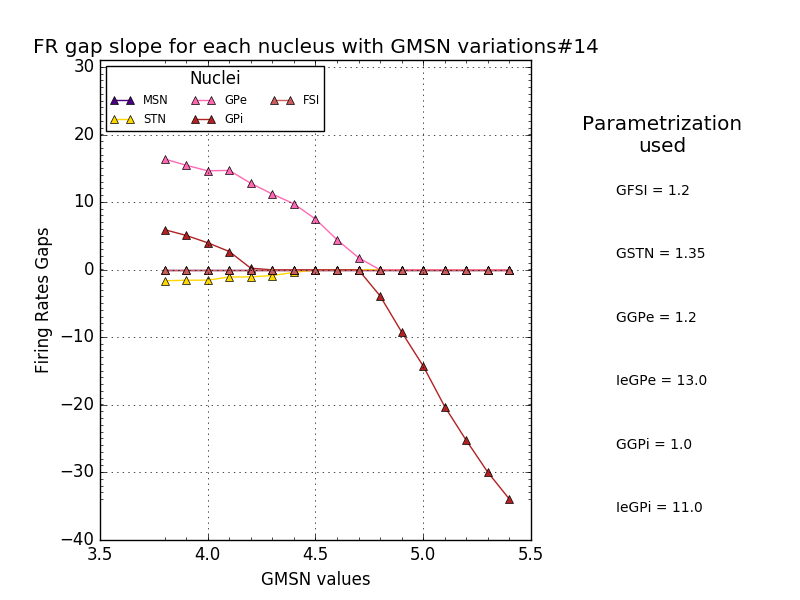 FR gap slope for each nucleus with GMSN variations#14
Nuclei
MSN GPe FSI
STN GPi
30
20
10
0
−10
−20
−30
−40
Firing Rates Gaps
3.5 4.0 4.5 5.0 5.5
GMSN values
Parametrization
used
GFSI = 1.2
GSTN = 1.35
GGPe = 1.2
IeGPe = 13.0
GGPi = 1.0
IeGPi = 11.0